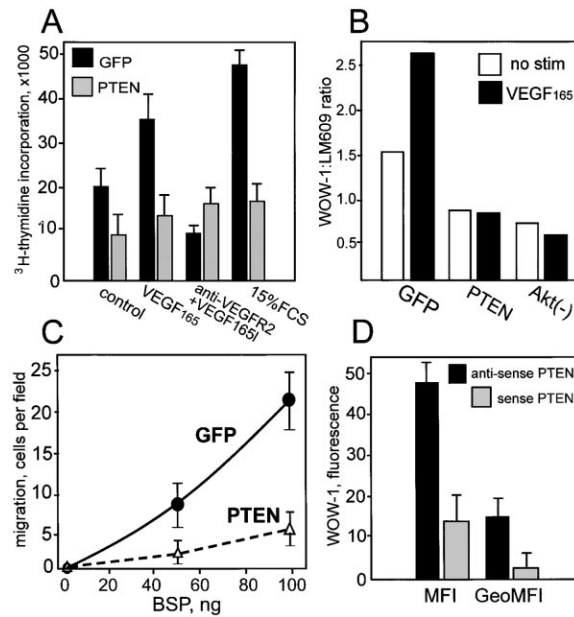 A
GFP
PTEN
³H-thymidine incorporation, x1000
50
40
30
20
10
control
VEGF₁₆₅
anti-VEGFR2
+VEGF165I
15%FCS
B
no stim
VEGF₁₆₅
WOW-1:LM609 ratio
2.5
2.0
1.5
1.0
0.5
GFP
PTEN
Akt(-)
C
migration, cells per field
25
20
15
10
5
0
GFP
PTEN
0
20
40
60
80
100
BSP, ng
D
anti-sense PTEN
sense PTEN
WOW-1, fluorescence
50
40
30
20
10
0
MFI
GeoMFI